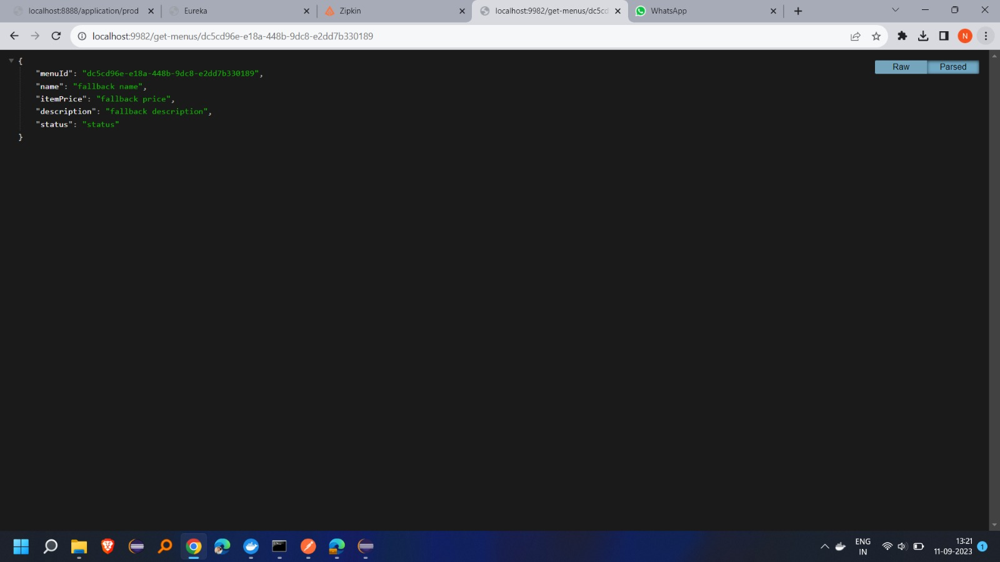 localhost:8888/application/prod
Eureka
Zipkin
localhost:9982/get-menus/dc5cd
WhatsApp
localhost:9982/get-menus/dc5cd96e-e18a-448b-9dc8-e2dd7b330189
N
Raw
Parsed
{
"menuId": "dc5cd96e-e18a-448b-9dc8-e2dd7b330189",
"name": "fallback name",
"itemPrice": "fallback price",
"description": "fallback description",
"status": "status"
}
ENG
IN
13:21
11-09-2023
1